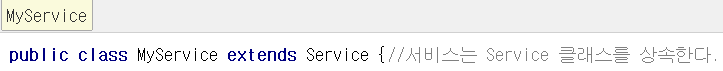 MyService
public class MyService extends Service {//서비스는 Service 클래스를 상속한다.